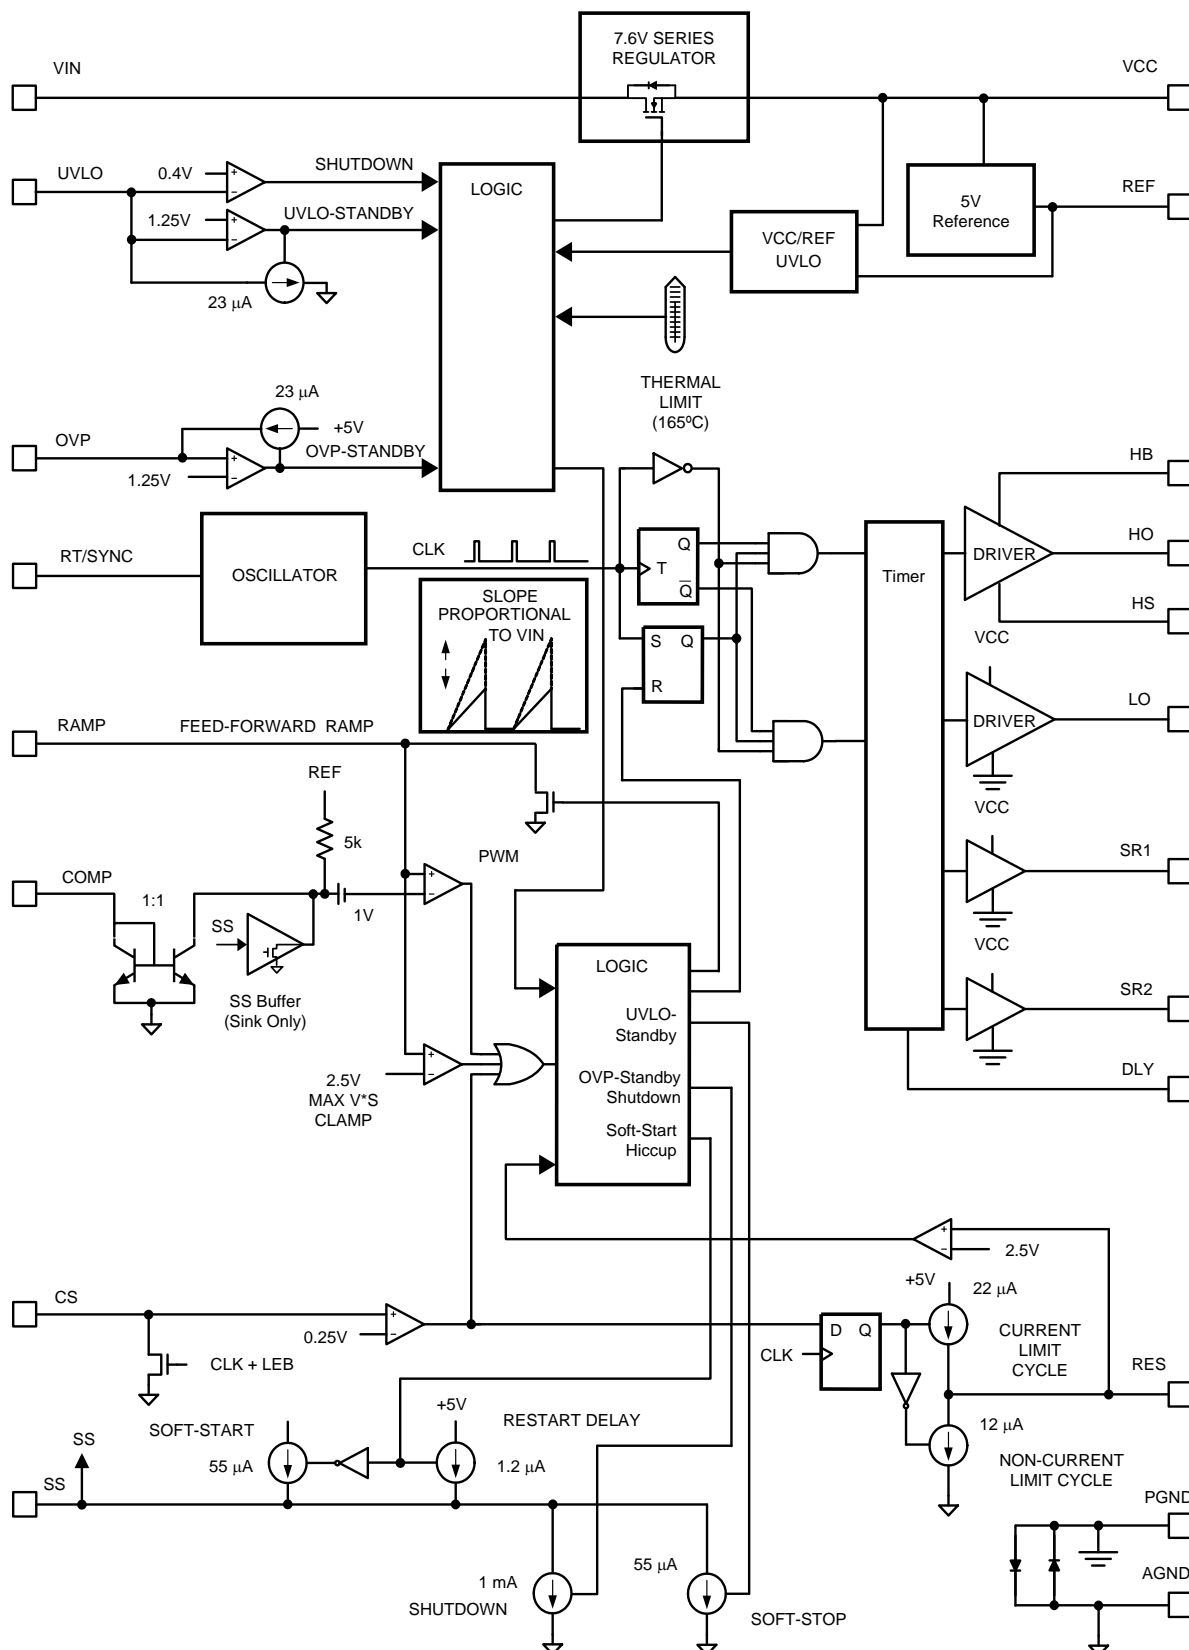 7.6V SERIES
REGULATOR
VIN
VCC
UVLO
0.4V
+
−
SHUTDOWN
LOGIC
1.25V
+
−
UVLO-STANDBY
23 µA
5V
Reference
REF
VCC/REF
UVLO
THERMAL
LIMIT
(165ºC)
23 µA
+5V
OVP
+
−
1.25V
OVP-STANDBY
HB
HO
HS
DRIVER
RT/SYNC
OSCILLATOR
CLK
T
Q
Q̅
Timer
SLOPE
PROPORTIONAL
TO VIN
S
Q
R
VCC
DRIVER
LO
RAMP
FEED-FORWARD RAMP
REF
5k
PWM
VCC
COMP
1:1
SS
1V
+
−
SR1
SS Buffer
(Sink Only)
VCC
LOGIC
UVLO-
Standby
OVP-Standby
Shutdown
Soft-Start
Hiccup
SR2
+
−
2.5V
MAX V*S
CLAMP
DLY
+
−
2.5V
CS
+
−
0.25V
CLK + LEB
D
Q
CLK
+5V
22 µA
CURRENT
LIMIT
CYCLE
RES
12 µA
NON-CURRENT
LIMIT CYCLE
SOFT-START
+5V
RESTART DELAY
SS
55 µA
1.2 µA
SS
PGND
1 mA
SHUTDOWN
55 µA
SOFT-STOP
AGND